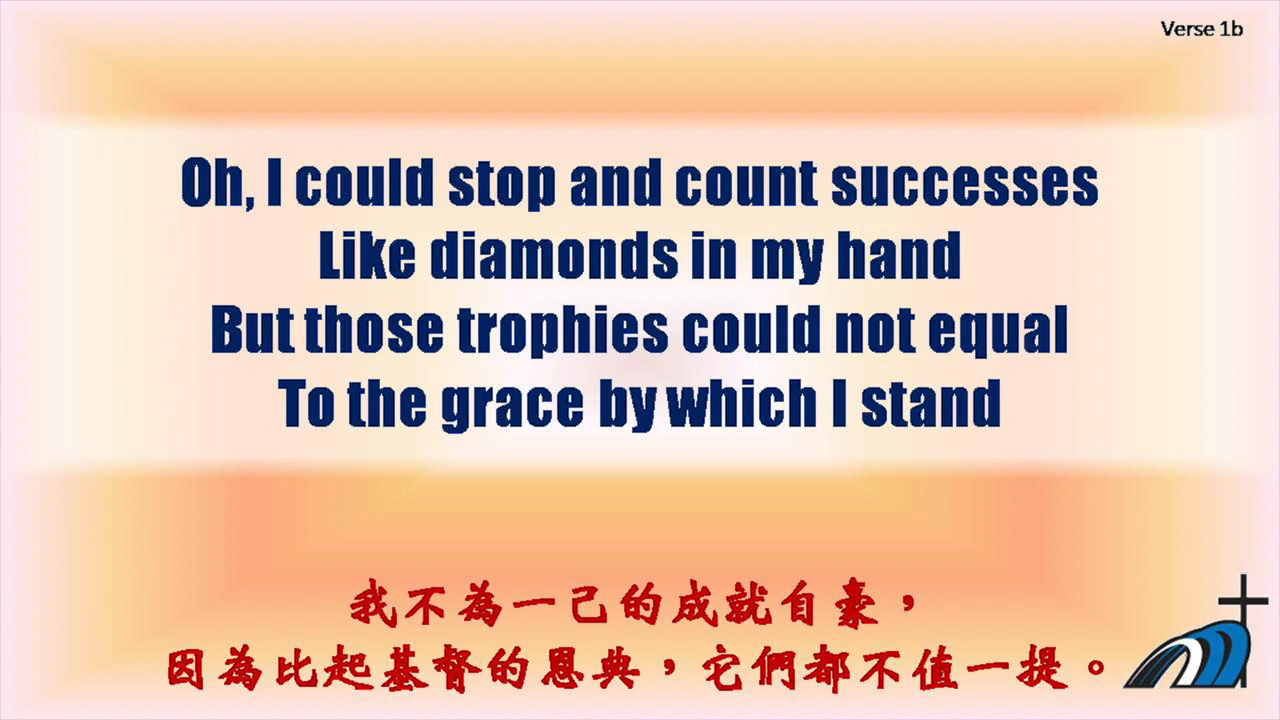 Verse 1b
Oh, I could stop and count successes
Like diamonds in my hand
But those trophies could not equal
To the grace by which I stand
我不為一己的成就自豪，
因為比起基督的恩典，它們都不值一提。